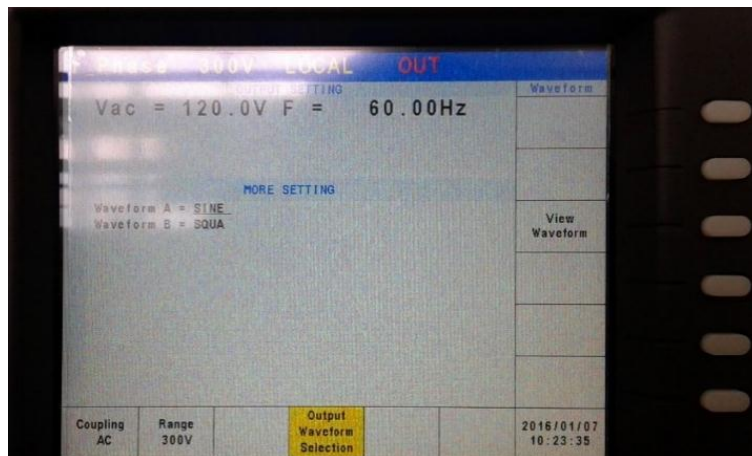 Phase 300V LOCAL OUT
OUTPUT SETTING
Waveform
Vac = 120.0V F = 60.00Hz
MORE SETTING
Waveform A = SINE
Waveform B = SQUA
View
Waveform
Coupling
AC
Range
300V
Output
Waveform
Selection
2016/01/07
10:23:35